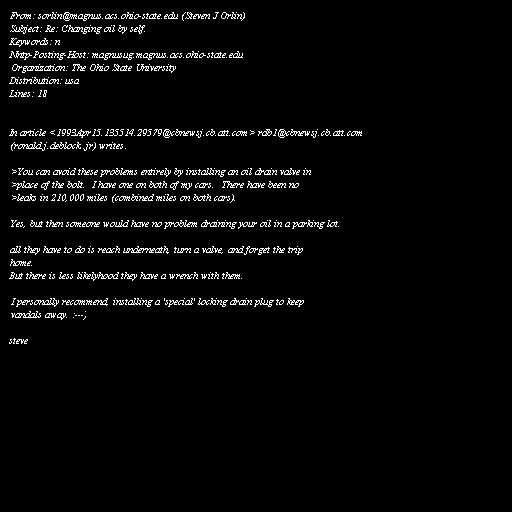 From: sorlin@magnus.acs.ohio-state.edu (Steven J Orlin)
Subject: Re: Changing oil by self.
Keywords: n
Nntp-Posting-Host: magnusug.magnus.acs.ohio-state.edu
Organization: The Ohio State University
Distribution: usa
Lines: 18
In article <1993Apr15.135514.29579@cbnewsj.cb.att.com> rdb1@cbnewsj.cb.att.com
(ronald.j.deblock..jr) writes:
>You can avoid these problems entirely by installing an oil drain valve in
>place of the bolt. I have one on both of my cars. There have been no
>leaks in 210,000 miles (combined miles on both cars).
Yes, but then someone would have no problem draining your oil in a parking lot.
all they have to do is reach underneath, turn a valve, and forget the trip
home.
But there is less likelyhood they have a wrench with them.
I personally recommend, installing a 'special' locking drain plug to keep
vandals away. :---;
steve